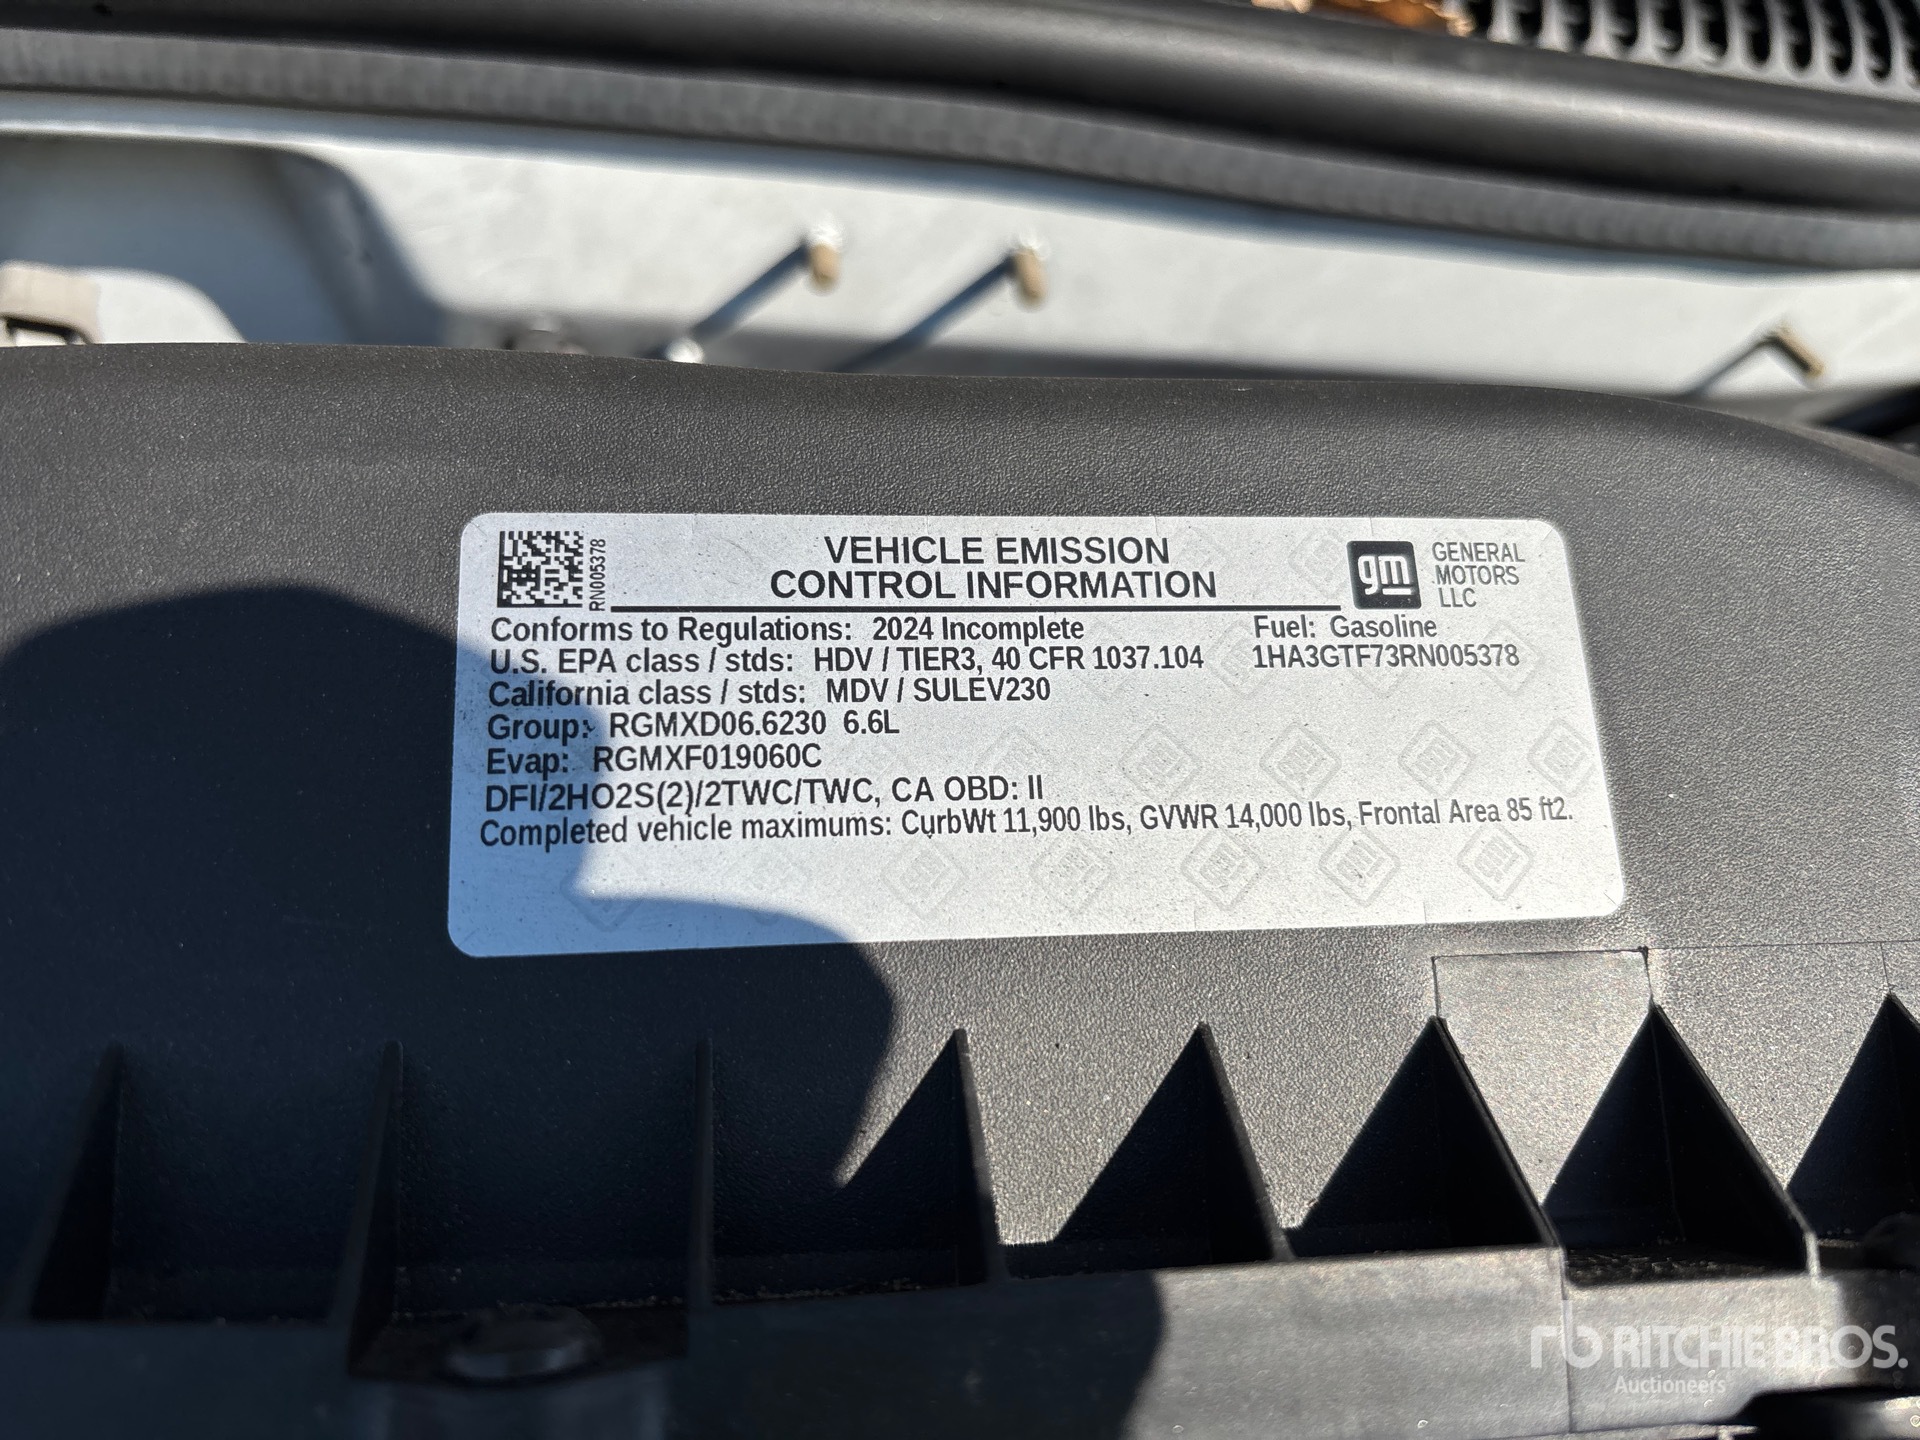 RN005378
VEHICLE EMISSION
CONTROL INFORMATION
gm GENERAL
MOTORS
LLC
Conforms to Regulations: 2024 Incomplete Fuel: Gasoline
U.S. EPA class / stds: HDV / TIER3, 40 CFR 1037.104 1HA3GTF73RN005378
California class / stds: MDV / SULEV230
Group: RGMXD06.6230 6.6L
Evap: RGMXF019060C
DFI/2HO2S(2)/2TWC/TWC, CA OBD: II
Completed vehicle maximums: CurbWt 11,900 lbs, GVWR 14,000 lbs, Frontal Area 85 ft2.
rb RITCHIE BROS.
Auctioneers